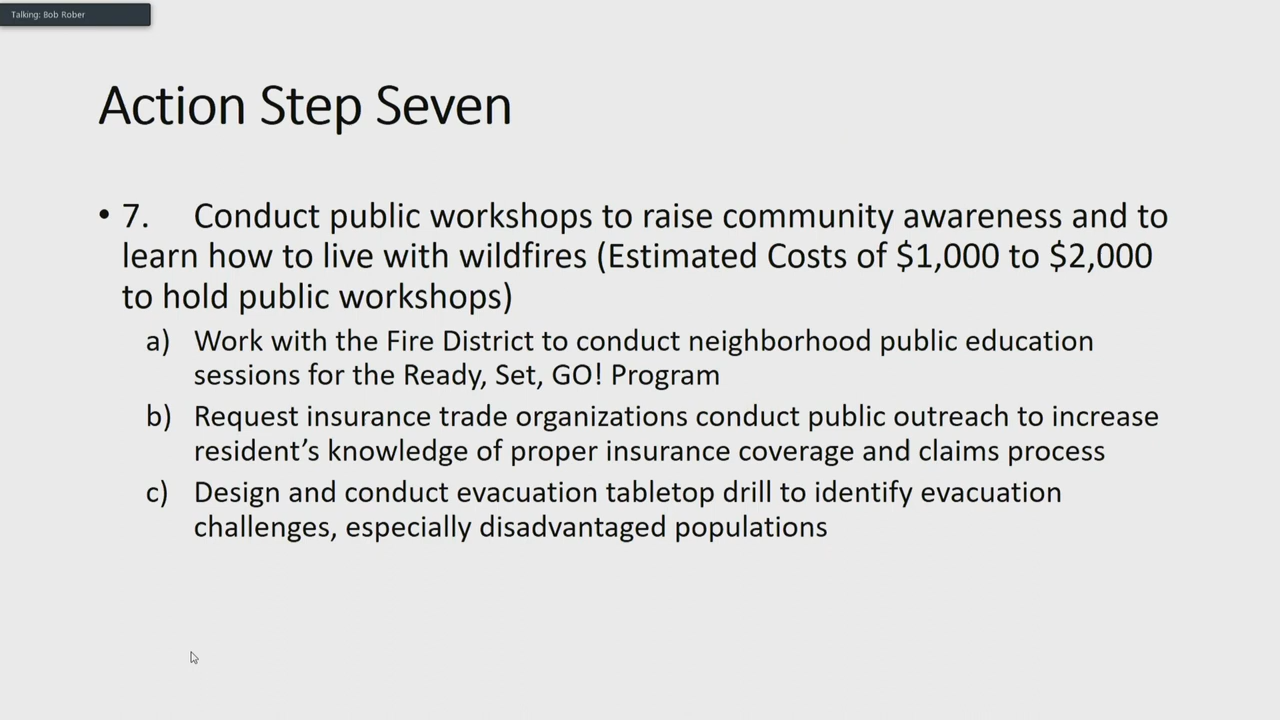 Talking: Bob Rober
Action Step Seven
• 7. Conduct public workshops to raise community awareness and to
learn how to live with wildfires (Estimated Costs of $1,000 to $2,000
to hold public workshops)
a) Work with the Fire District to conduct neighborhood public education
sessions for the Ready, Set, GO! Program
b) Request insurance trade organizations conduct public outreach to increase
resident’s knowledge of proper insurance coverage and claims process
c) Design and conduct evacuation tabletop drill to identify evacuation
challenges, especially disadvantaged populations